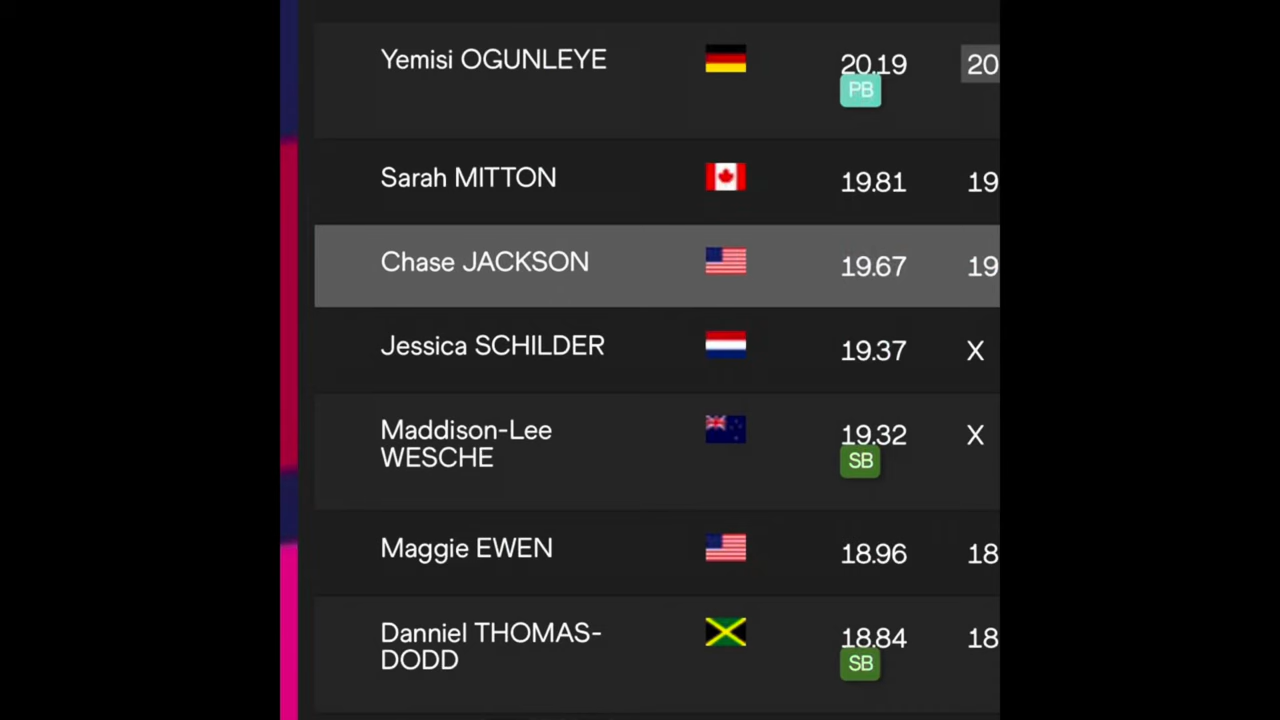 Yemisi OGUNLEYE 20.19 20
PB
Sarah MITTON 19.81 19
Chase JACKSON 19.67 19
Jessica SCHILDER 19.37 X
Maddison-Lee 19.32 X
WESCHE SB
Maggie EWEN 18.96 18
Danniel THOMAS- 18.84 18
DODD SB